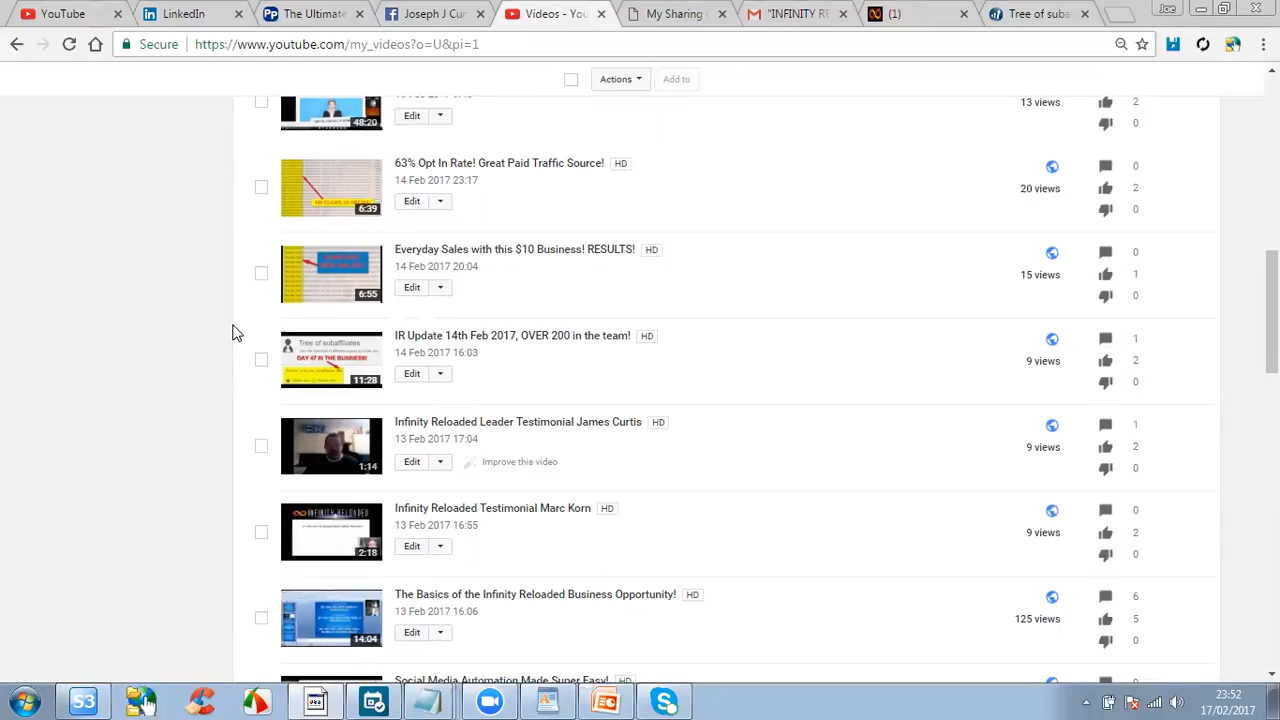 YouTube
LinkedIn
The Ultimate
Joseph J Cur
Videos - You
My Sharing
"INFINITY RE
(1)
Tree of suba
Joe
Secure
https://www.youtube.com/my_videos?o=U&pi=1
Actions
Add to
48:20
Edit
13 views
2
0
63% Opt In Rate! Great Paid Traffic Source!
HD
14 Feb 2017 23:17
Edit
6:39
20 views
0
2
0
Everyday Sales with this $10 Business! RESULTS!
HD
14 Feb 2017 20:04
Edit
6:55
15 views
0
1
0
IR Update 14th Feb 2017, OVER 200 in the team!
HD
14 Feb 2017 16:03
Edit
Tree of subaffiliates
DAY 47 IN THE BUSINESS!
11:28
views
1
2
0
Infinity Reloaded Leader Testimonial James Curtis
HD
13 Feb 2017 17:04
Edit
Improve this video
1:14
9 views
1
2
0
Infinity Reloaded Testimonial Marc Korn
HD
13 Feb 2017 16:55
Edit
INFINITY RELOADED
2:18
9 views
0
2
0
The Basics of the Infinity Reloaded Business Opportunity!
HD
13 Feb 2017 16:06
Edit
14:04
123 views
6
5
0
Social Media Automation Made Super Easy!
HD
23:52
17/02/2017